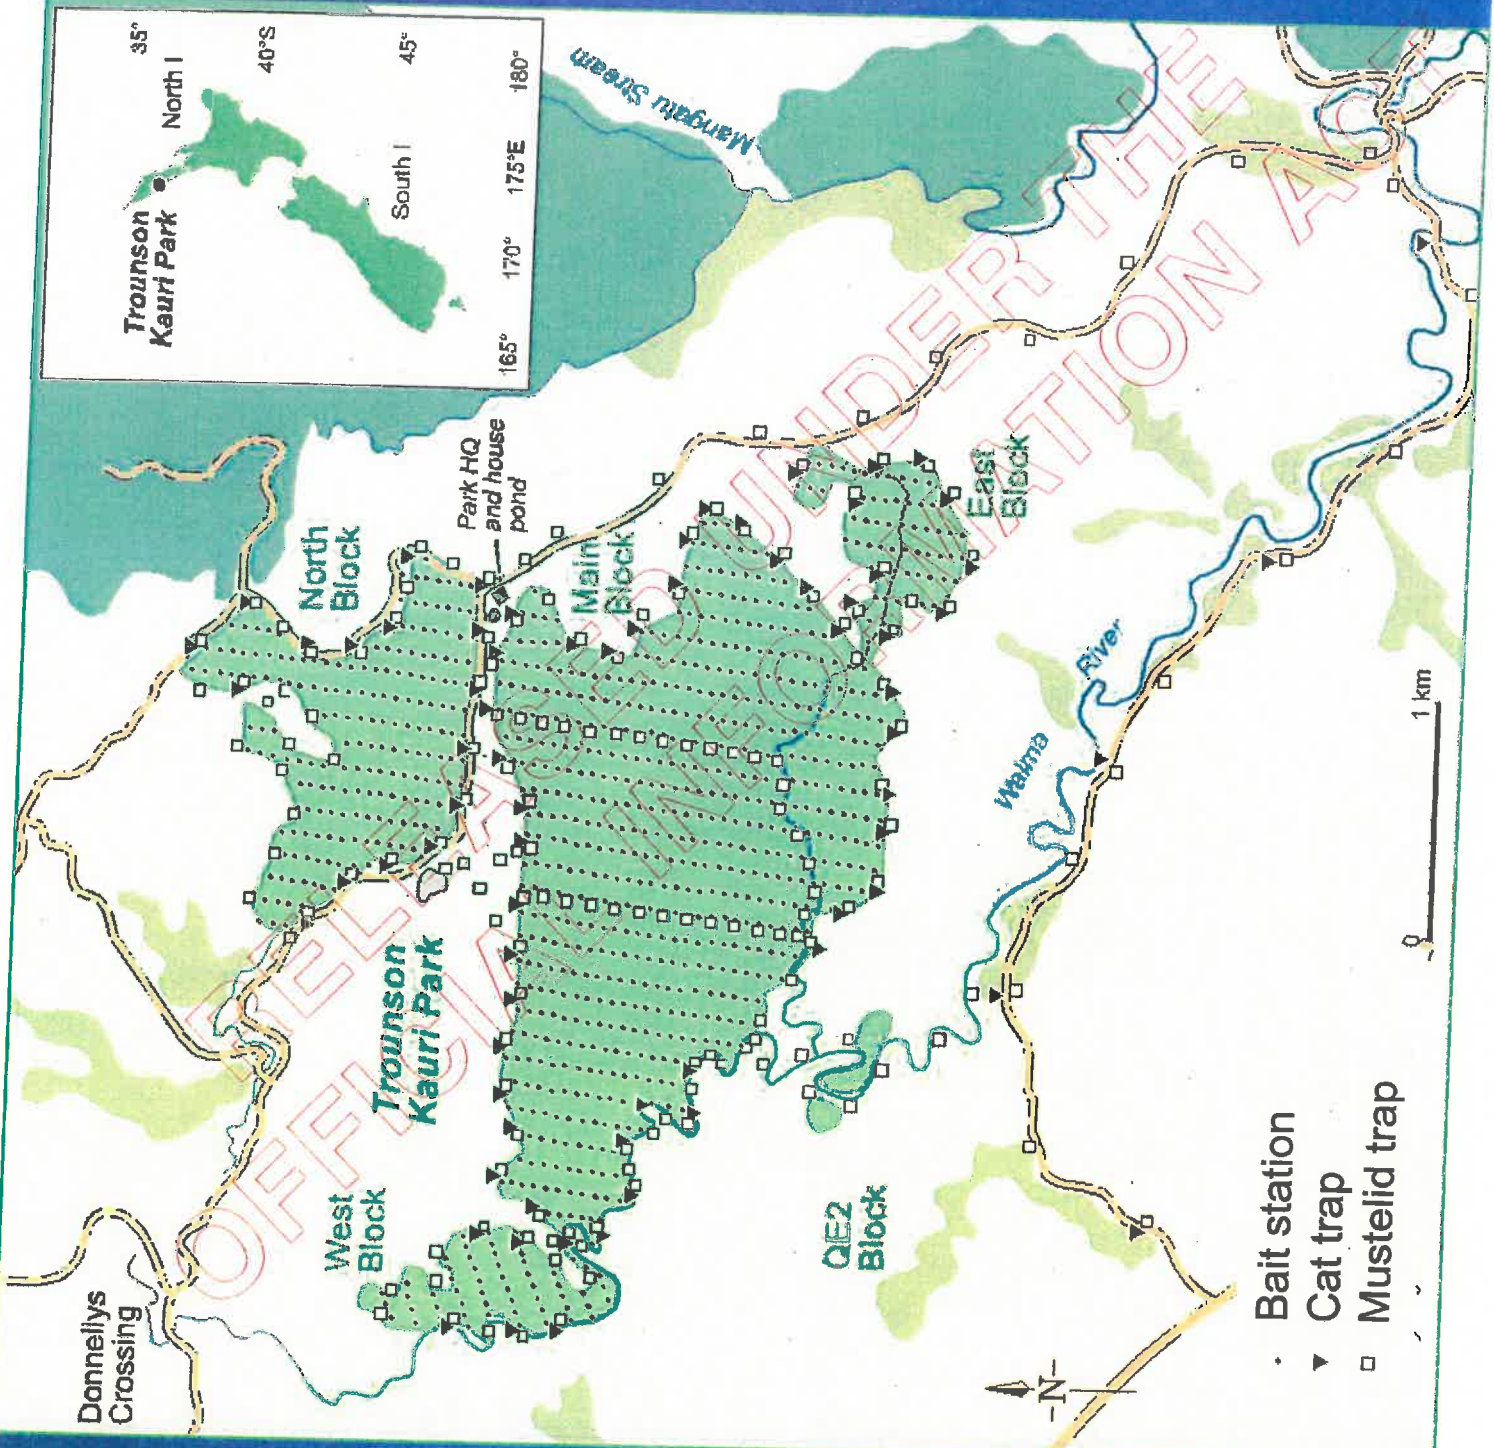 Trounson
Kauri Park
North I
South I
35°
40°S
45°
165°
170°
175°E
180°
Mangatu Stream
Donnellys
Crossing
North
Block
Park HQ
and house
pond
Main
Block
East
Block
Trounson
Kauri Park
West
Block
QE2
Block
Waima
River
RELEASED UNDER THE
OFFICIAL INFORMATION ACT
-N-
0
1 km
Bait station
Cat trap
Mustelid trap